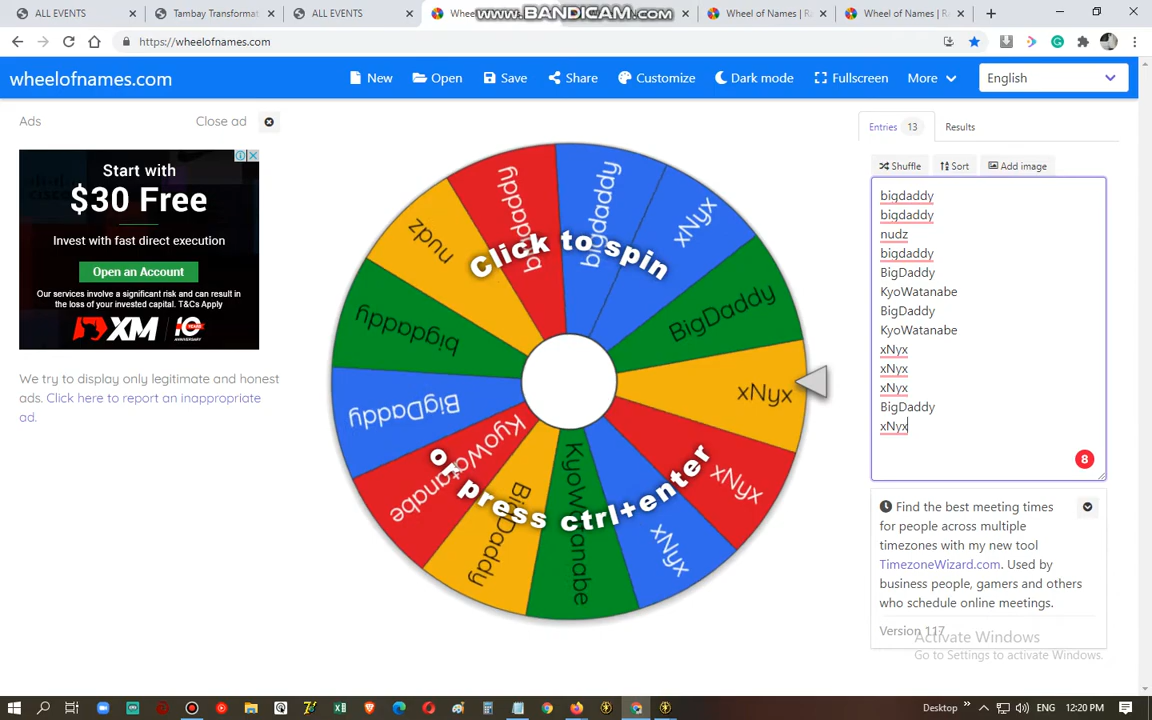 ALL EVENTS
Tambay Transformat
ALL EVENTS
Whee
www.BANDICAM.com
Wheel of Names | R
Wheel of Names | R
https://wheelofnames.com
wheelofnames.com
New
Open
Save
Share
Customize
Dark mode
Fullscreen
More
English
Ads
Close ad
Start with
$30 Free
Invest with fast direct execution
Open an Account
Our services involve a significant risk and can result in
the loss of your invested capital. T&Cs Apply
XM
10
YEARS
We try to display only legitimate and honest
ads. Click here to report an inappropriate
ad.
Click to spin
or press ctrl+enter
bigdaddy
bigdaddy
xNyx
BigDaddy
xNyx
xNyx
xNyx
KyoWatanabe
BigDaddy
KyoWatanabe
BigDaddy
bigdaddy
nudz
Entries 13
Results
Shuffle
Sort
Add image
bigdaddy
bigdaddy
nudz
bigdaddy
BigDaddy
KyoWatanabe
BigDaddy
KyoWatanabe
xNyx
xNyx
xNyx
BigDaddy
xNyx
8
Find the best meeting times
for people across multiple
timezones with my new tool
TimezoneWizard.com. Used by
business people, gamers and others
who schedule online meetings.
Version 117
Activate Windows
Go to Settings to activate Windows.
Desktop
ENG
12:20 PM